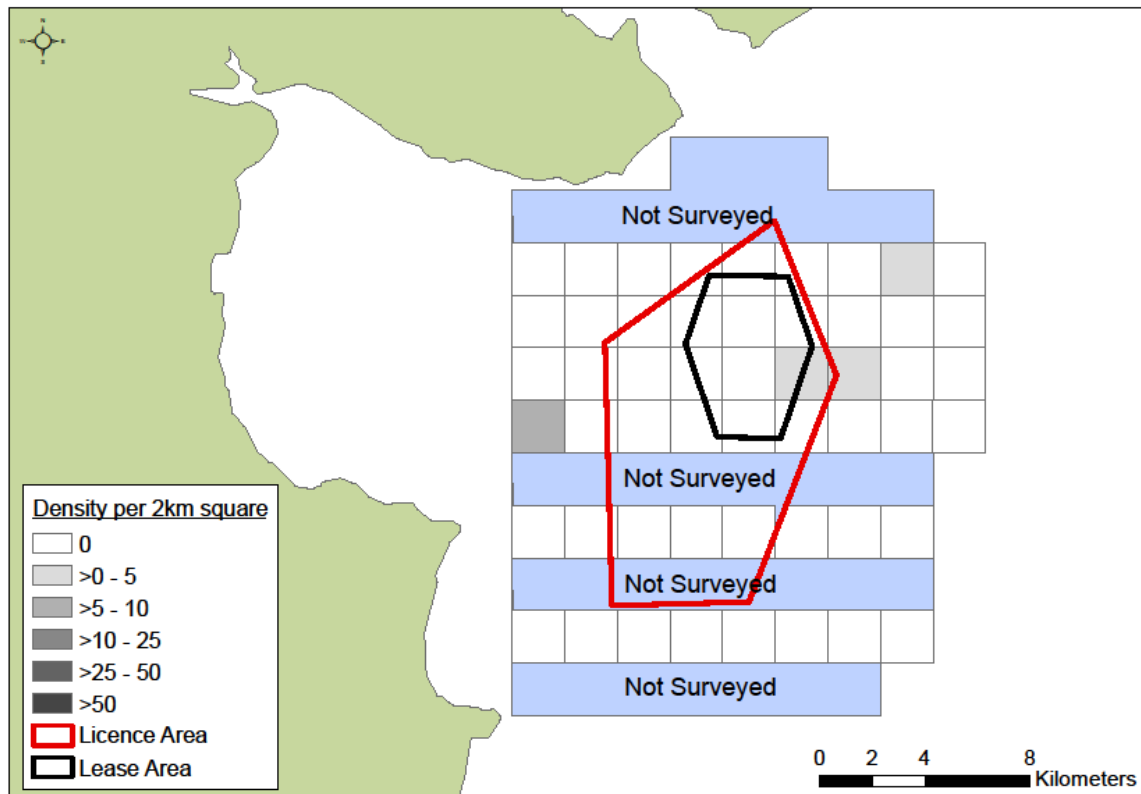 N
W E
S
Not Surveyed
Not Surveyed
Not Surveyed
Not Surveyed
Density per 2km square
0
>0 - 5
>5 - 10
>10 - 25
>25 - 50
>50
Licence Area
Lease Area
0 2 4 8
Kilometers